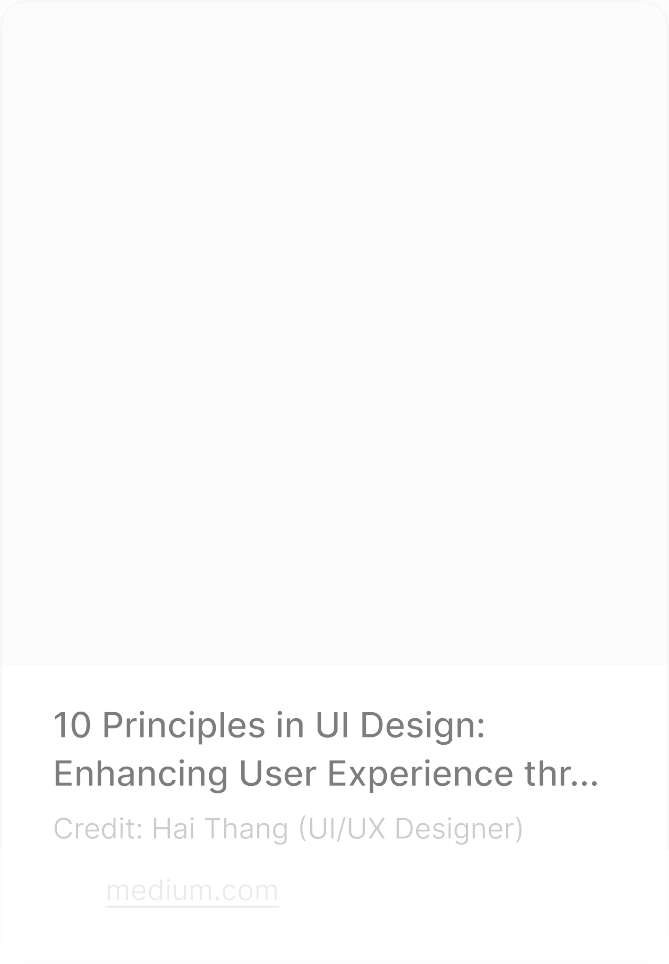 10 Principles in UI Design:
Enhancing User Experience thr...
Credit: Hai Thang (UI/UX Designer)
medium.com